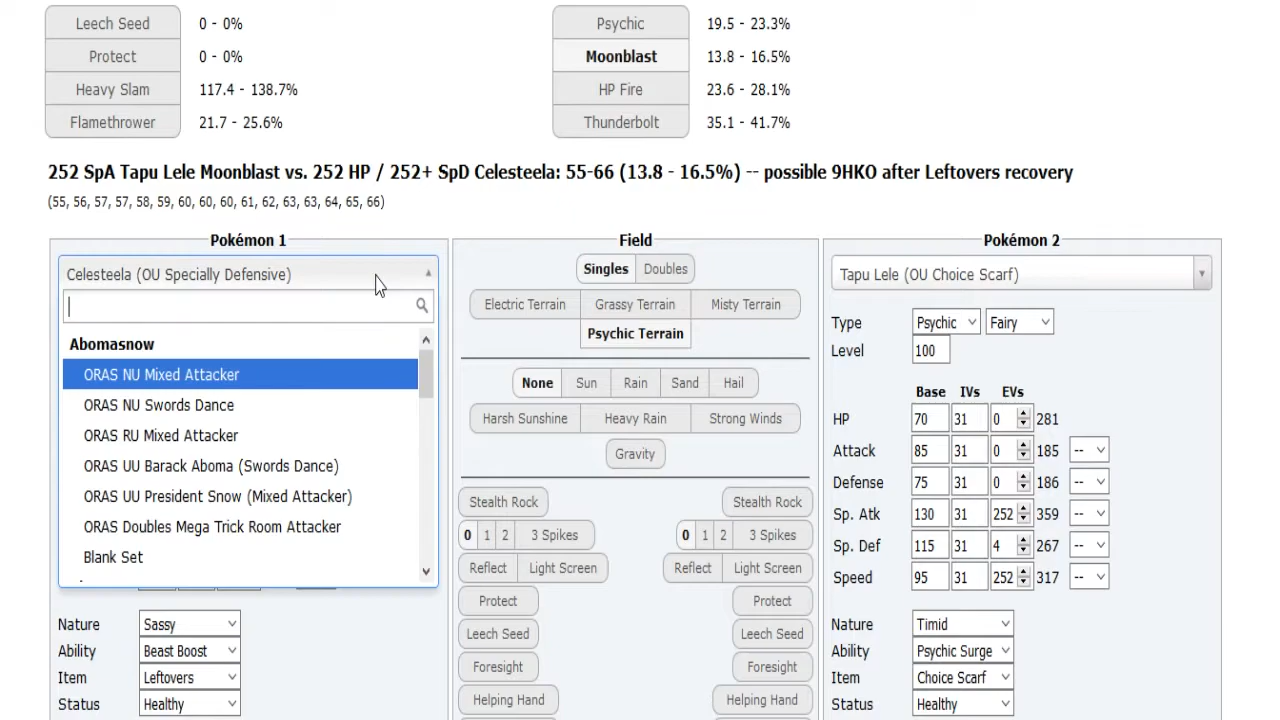 Leech Seed 0 - 0% Psychic 19.5 - 23.3%
Protect 0 - 0% Moonblast 13.8 - 16.5%
Heavy Slam 117.4 - 138.7% HP Fire 23.6 - 28.1%
Flamethrower 21.7 - 25.6% Thunderbolt 35.1 - 41.7%
252 SpA Tapu Lele Moonblast vs. 252 HP / 252+ SpD Celesteela: 55-66 (13.8 - 16.5%) -- possible 9HKO after Leftovers recovery
(55, 56, 57, 57, 58, 59, 60, 60, 60, 61, 62, 63, 63, 64, 65, 66)
Pokémon 1
Celesteela (OU Specially Defensive)
Abomasnow
ORAS NU Mixed Attacker
ORAS NU Swords Dance
ORAS RU Mixed Attacker
ORAS UU Barack Aboma (Swords Dance)
ORAS UU President Snow (Mixed Attacker)
ORAS Doubles Mega Trick Room Attacker
Blank Set
Nature Sassy
Ability Beast Boost
Item Leftovers
Status Healthy
Field
Singles Doubles
Electric Terrain Grassy Terrain Misty Terrain
Psychic Terrain
None Sun Rain Sand Hail
Harsh Sunshine Heavy Rain Strong Winds
Gravity
Stealth Rock Stealth Rock
0 1 2 3 Spikes 0 1 2 3 Spikes
Reflect Light Screen Reflect Light Screen
Protect Protect
Leech Seed Leech Seed
Foresight Foresight
Helping Hand Helping Hand
Pokémon 2
Tapu Lele (OU Choice Scarf)
Type Psychic Fairy
Level 100
Base IVs EVs
HP 70 31 0 281
Attack 85 31 0 185 --
Defense 75 31 0 186 --
Sp. Atk 130 31 252 359 --
Sp. Def 115 31 4 267 --
Speed 95 31 252 317 --
Nature Timid
Ability Psychic Surge
Item Choice Scarf
Status Healthy